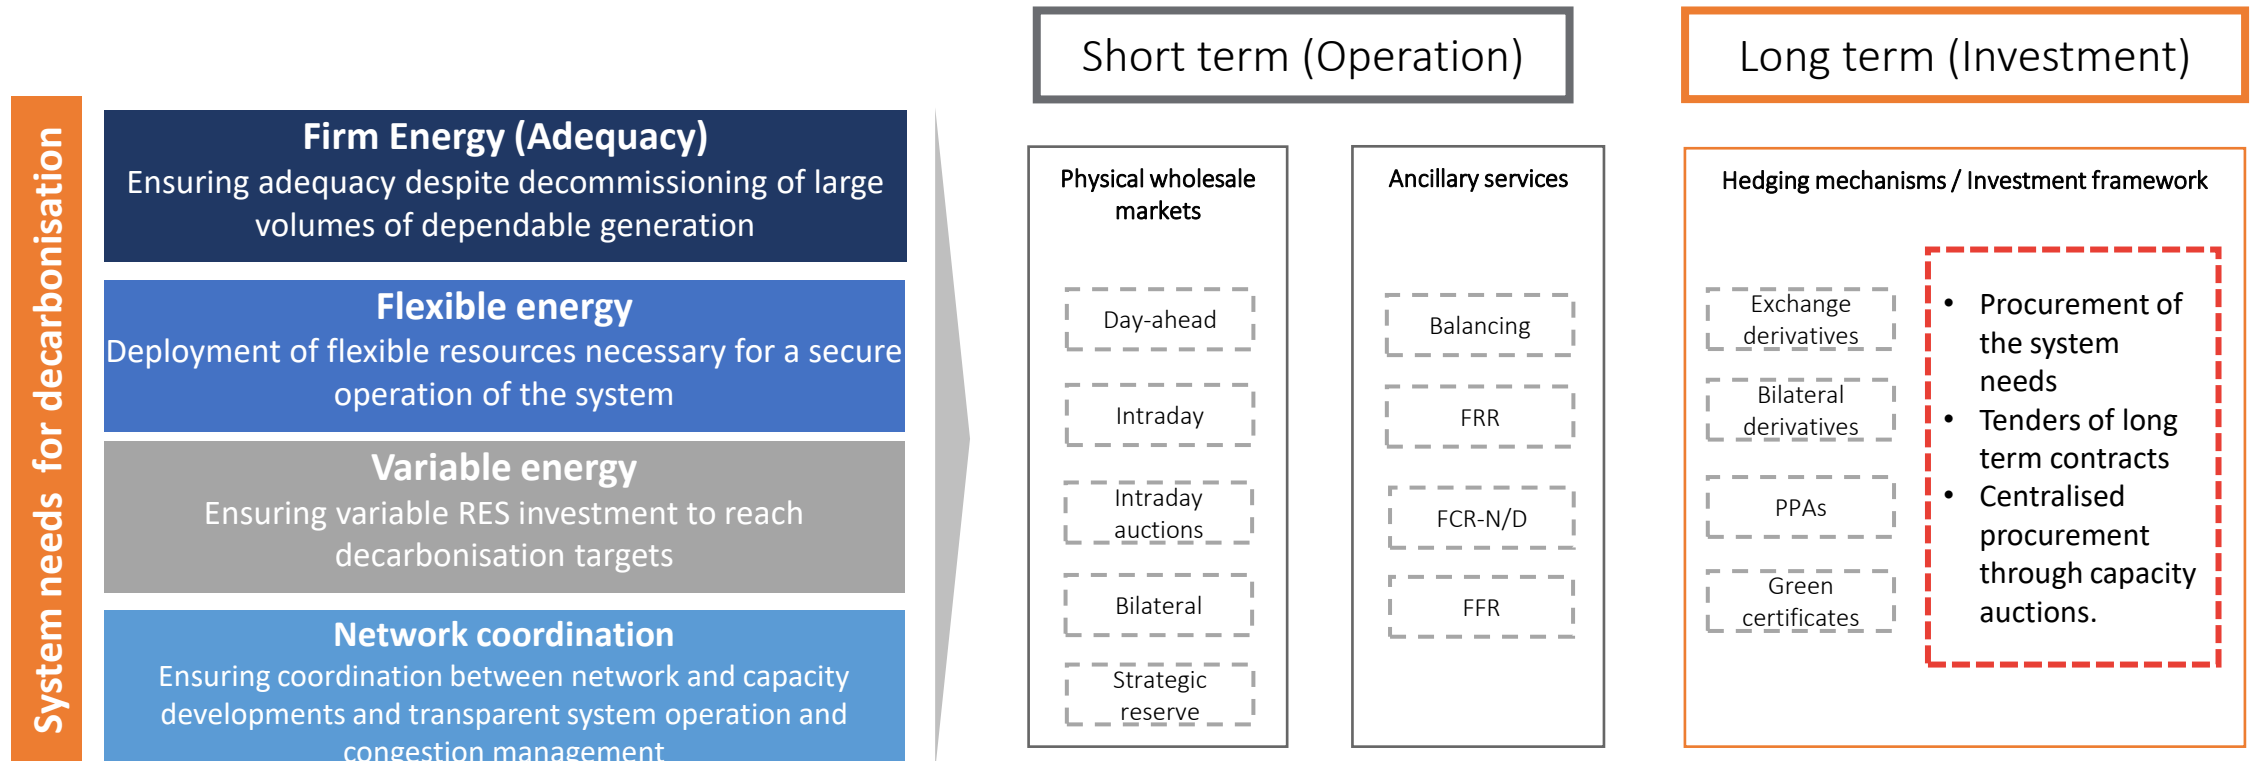 System needs for decarbonisation
Firm Energy (Adequacy)
Ensuring adequacy despite decommissioning of large
volumes of dependable generation
Flexible energy
Deployment of flexible resources necessary for a secure
operation of the system
Variable energy
Ensuring variable RES investment to reach
decarbonisation targets
Network coordination
Ensuring coordination between network and capacity
developments and transparent system operation and
congestion management
Short term (Operation)
Physical wholesale
markets
Day-ahead
Intraday
Intraday
auctions
Bilateral
Strategic
reserve
Ancillary services
Balancing
FRR
FCR-N/D
FFR
Long term (Investment)
Hedging mechanisms / Investment framework
Exchange
derivatives
Bilateral
derivatives
PPAs
Green
certificates
• Procurement of
the system
needs
• Tenders of long
term contracts
• Centralised
procurement
through capacity
auctions.